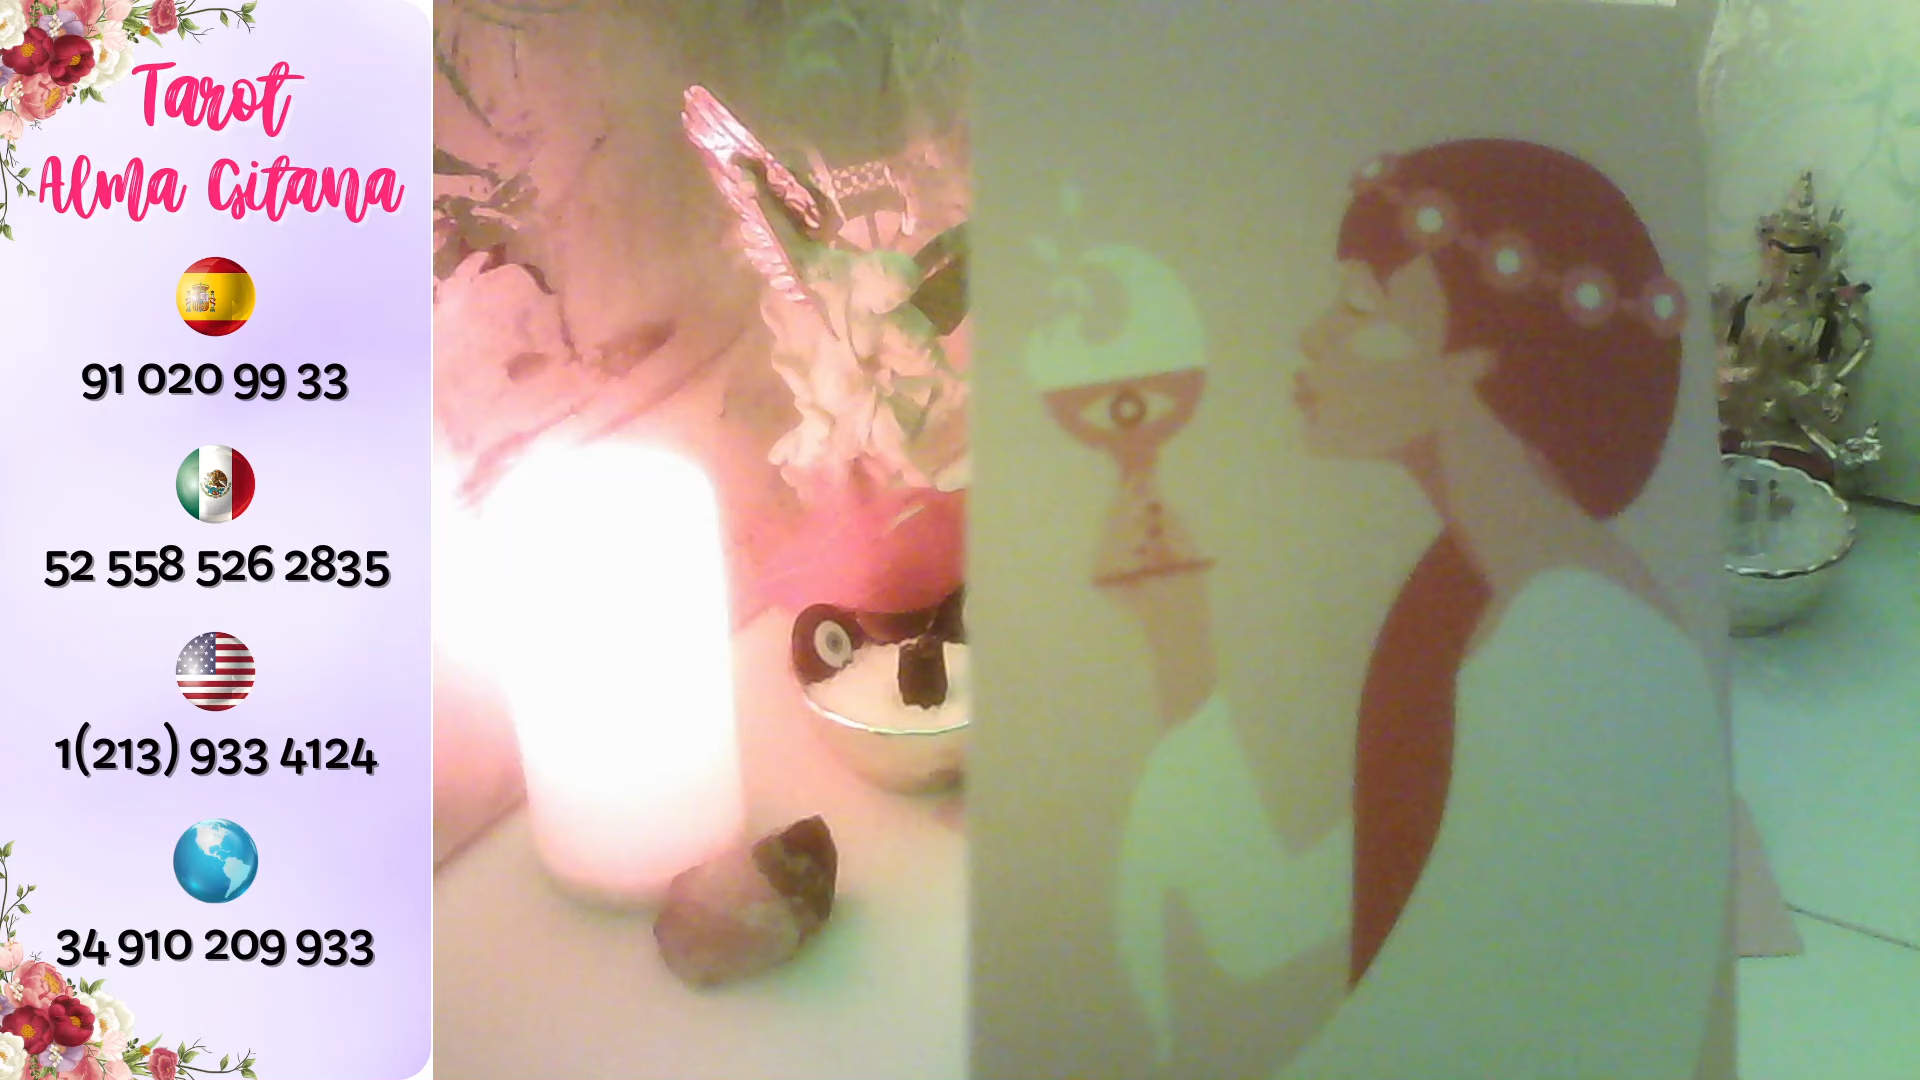 Tarot
Alma Gitana
91 020 99 33
52 558 526 2835
1(213) 933 4124
34 910 209 933